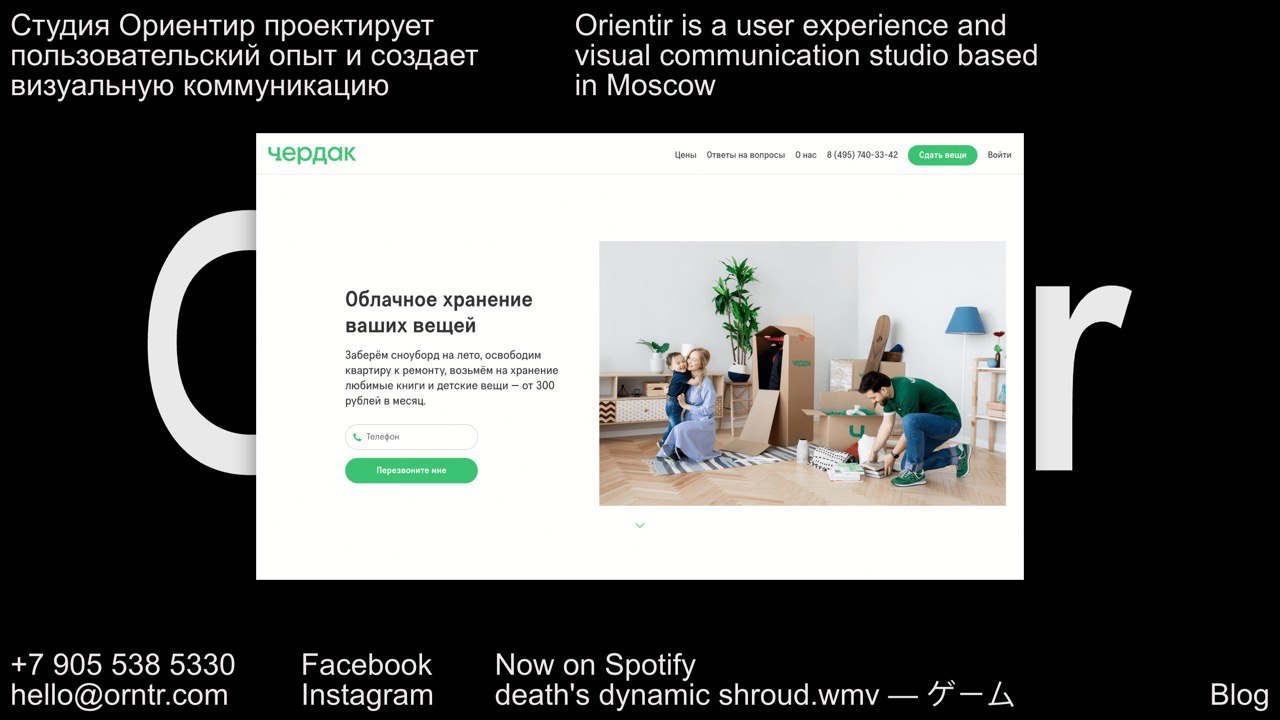 Студия Ориентир проектирует
пользовательский опыт и создает
визуальную коммуникацию
Orientir is a user experience and
visual communication studio based
in Moscow
чердак
Цены Ответы на вопросы О нас 8 (495) 740-33-42 Сдать вещи Войти
Облачное хранение
ваших вещей
Заберём сноуборд на лето, освободим
квартиру к ремонту, возьмём на хранение
любимые книги и детские вещи — от 300
рублей в месяц.
Телефон
Перезвоните мне
чердак
r
+7 905 538 5330
hello@orntr.com
Facebook
Instagram
Now on Spotify
death's dynamic shroud.wmv — ゲーム
Blog